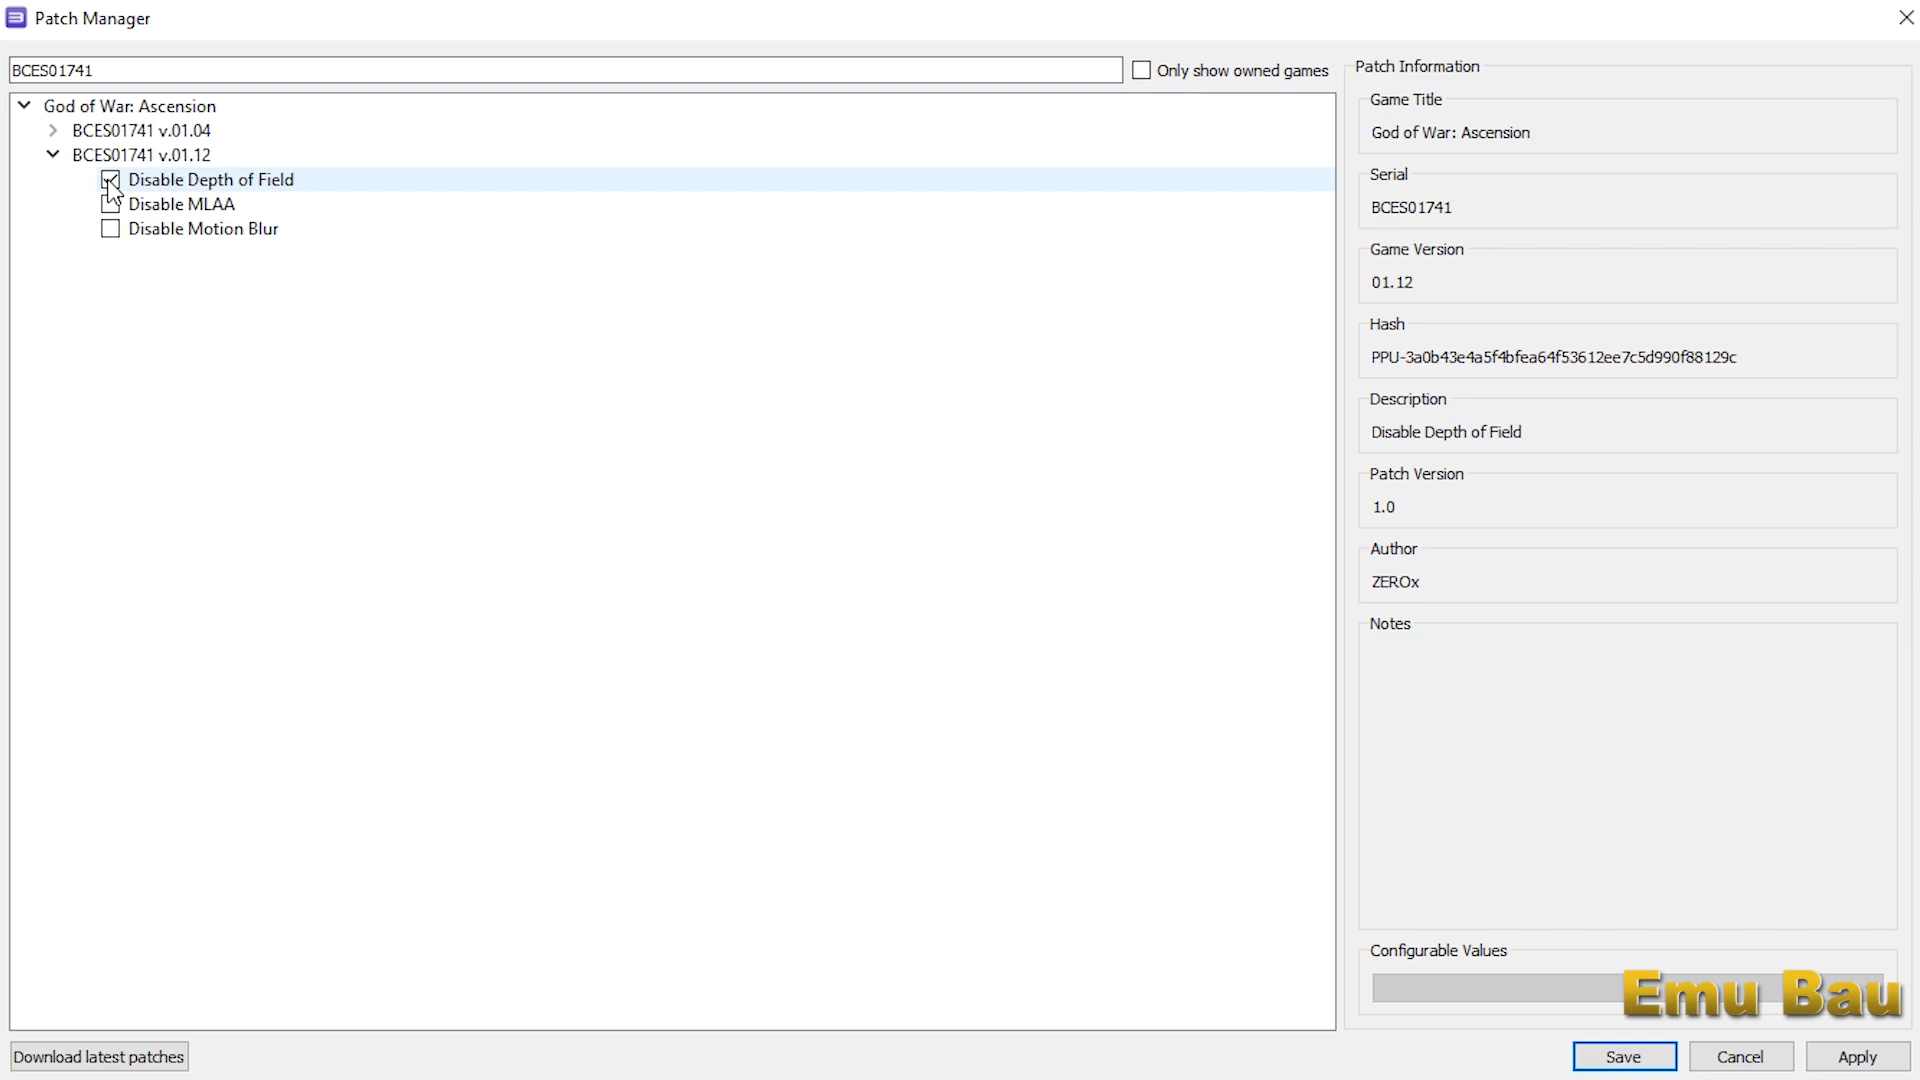 Patch Manager
BCES01741
Only show owned games
God of War: Ascension
BCES01741 v.01.04
BCES01741 v.01.12
Disable Depth of Field
Disable MLAA
Disable Motion Blur
Patch Information
Game Title
God of War: Ascension
Serial
BCES01741
Game Version
01.12
Hash
PPU-3a0b43e4a5f4bfea64f53612ee7c5d990f88129c
Description
Disable Depth of Field
Patch Version
1.0
Author
ZEROx
Notes
Configurable Values
Emu Bau
Download latest patches
Save
Cancel
Apply